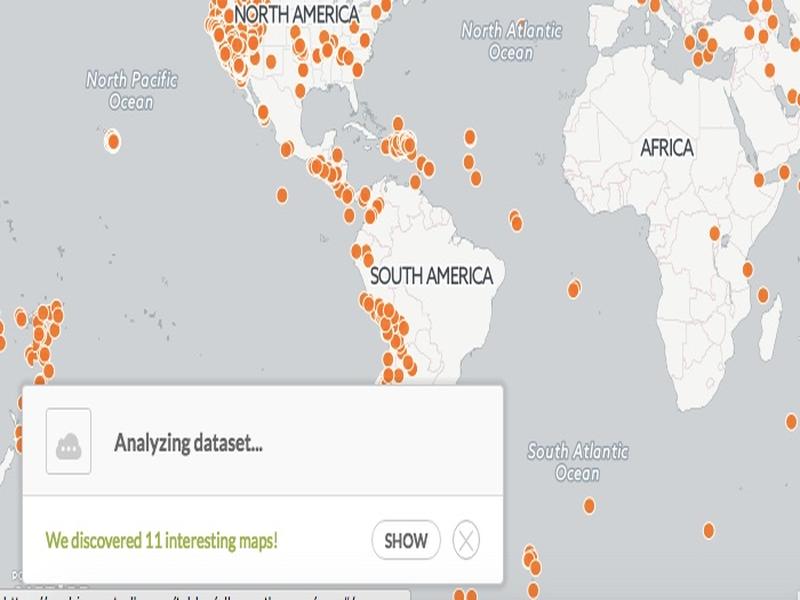 NORTH AMERICA
North Atlantic
Ocean
North Pacific
Ocean
AFRICA
SOUTH AMERICA
Analyzing dataset...
South Atlantic
Ocean
We discovered 11 interesting maps!
SHOW